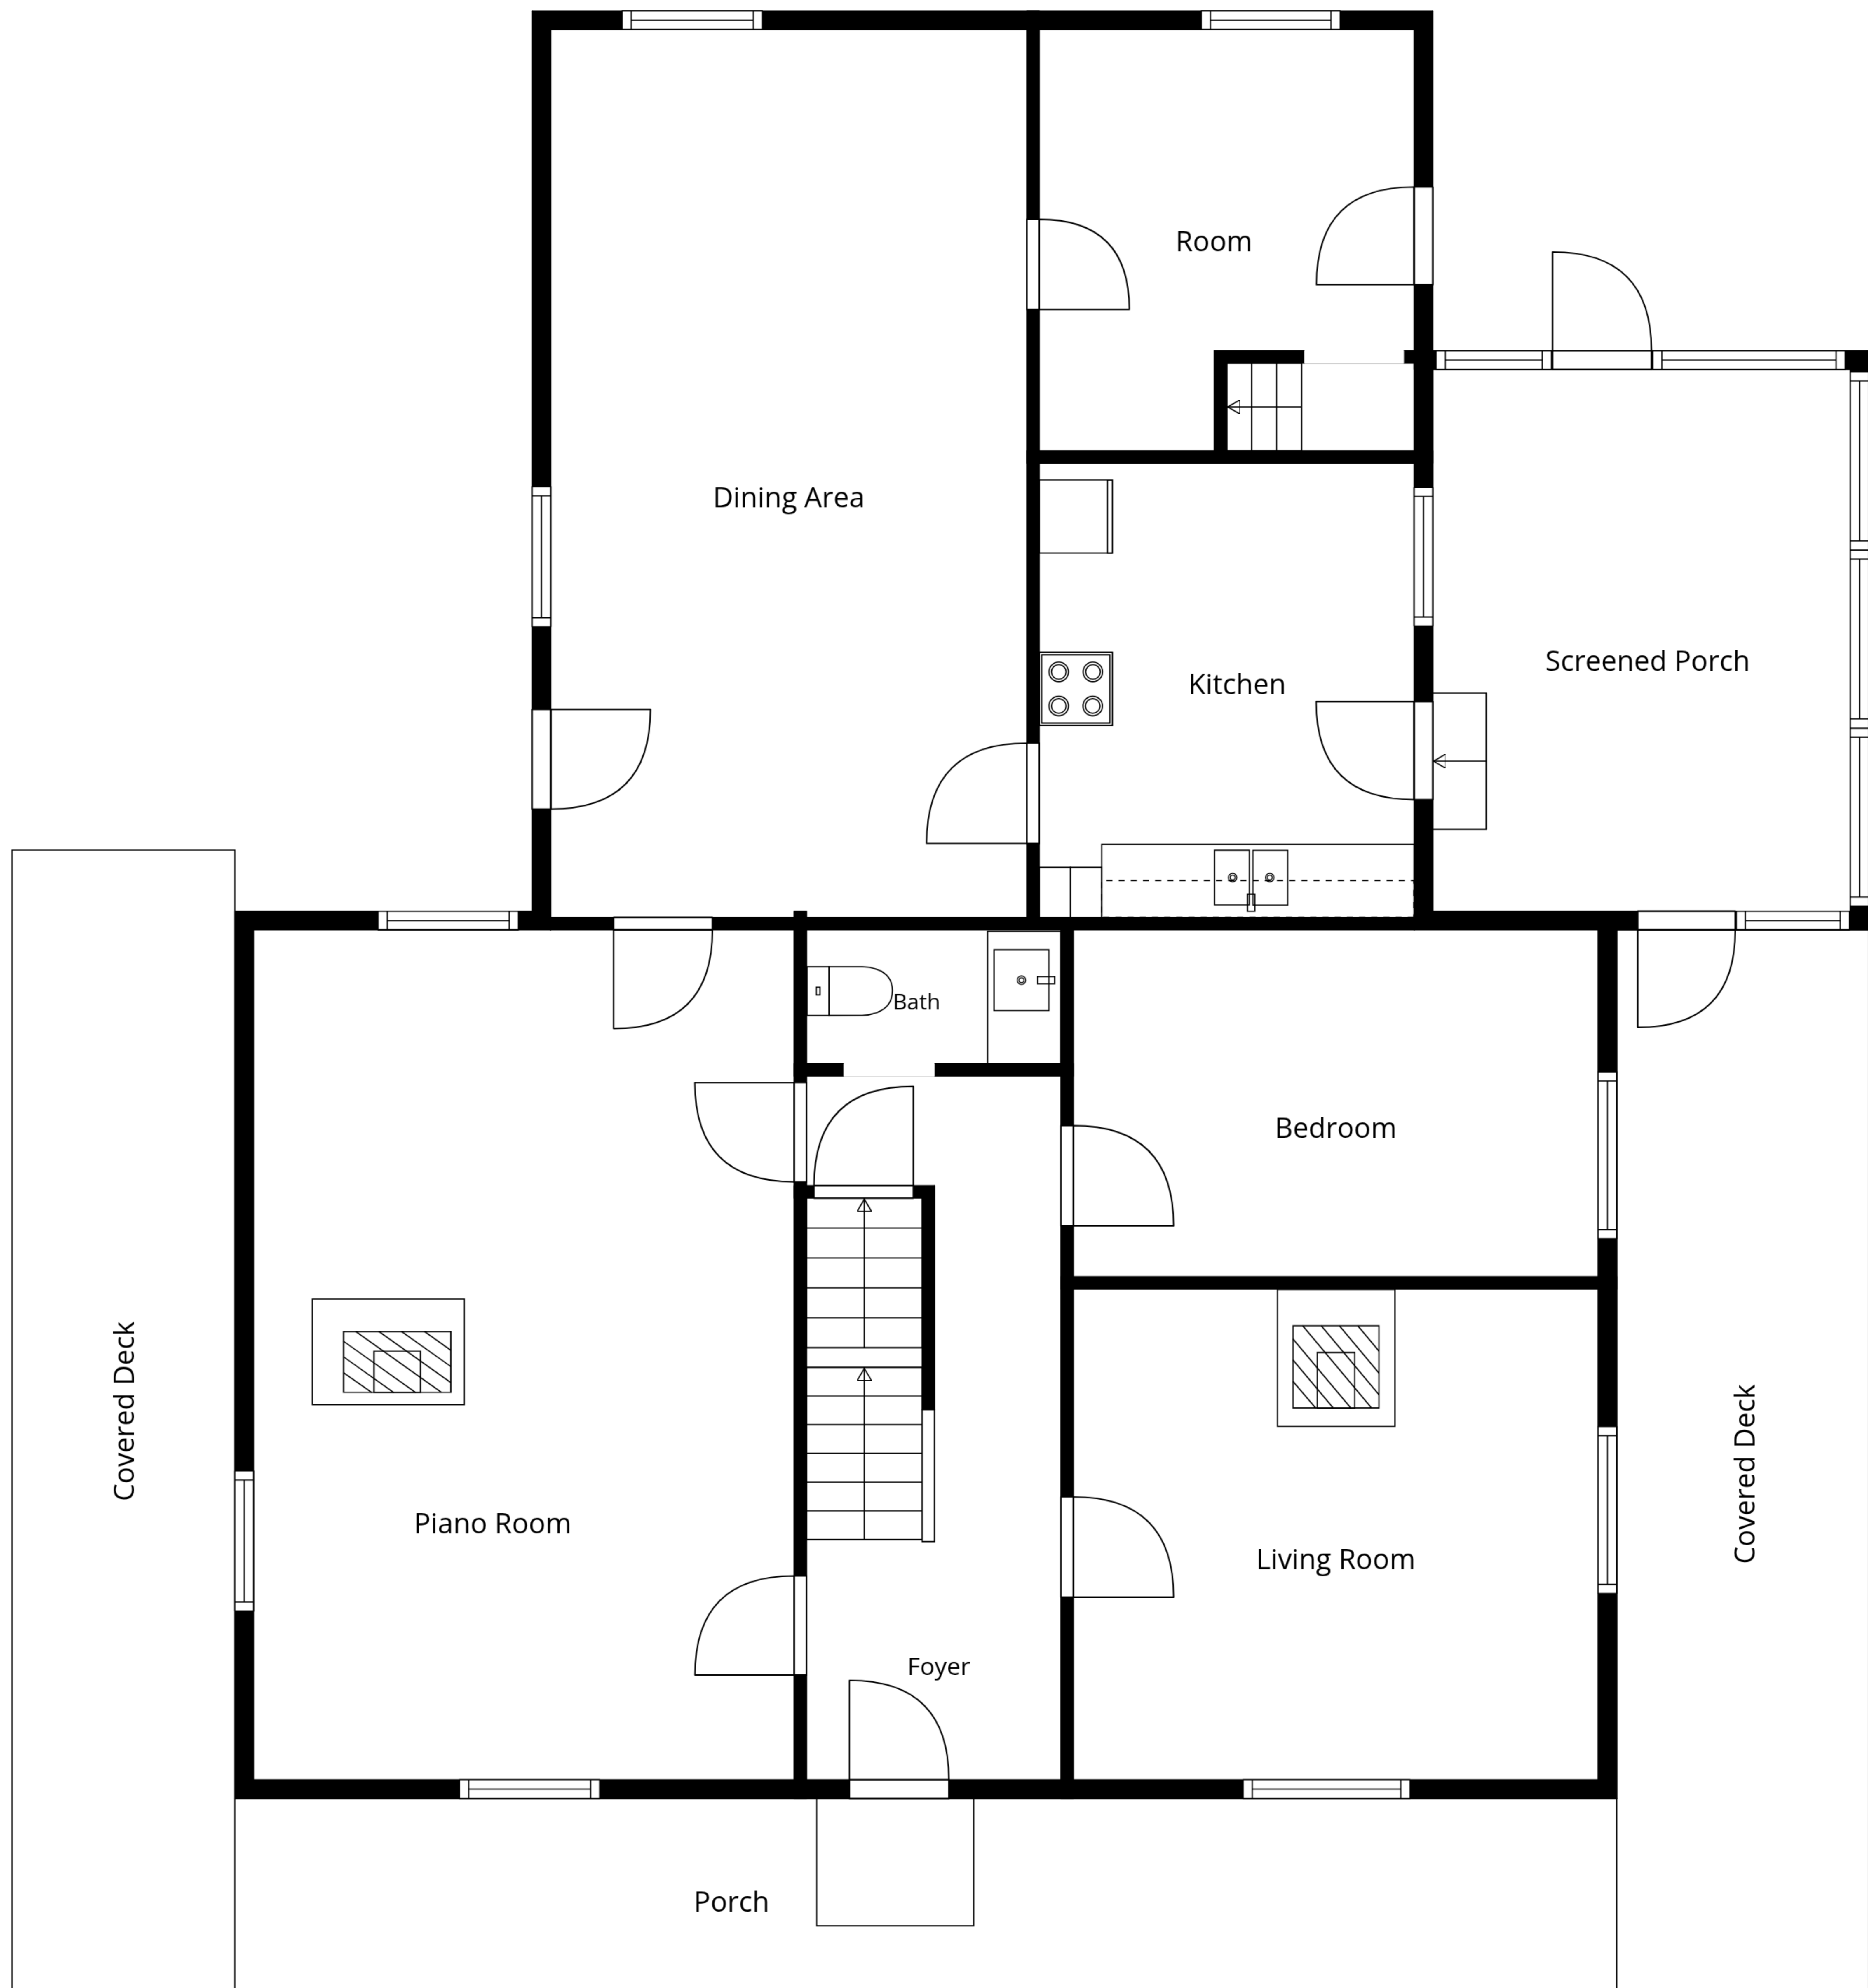 Room
Dining Area
Screened Porch
Kitchen
Bath
Bedroom
Covered Deck
Covered Deck
Piano Room
Living Room
Foyer
Porch